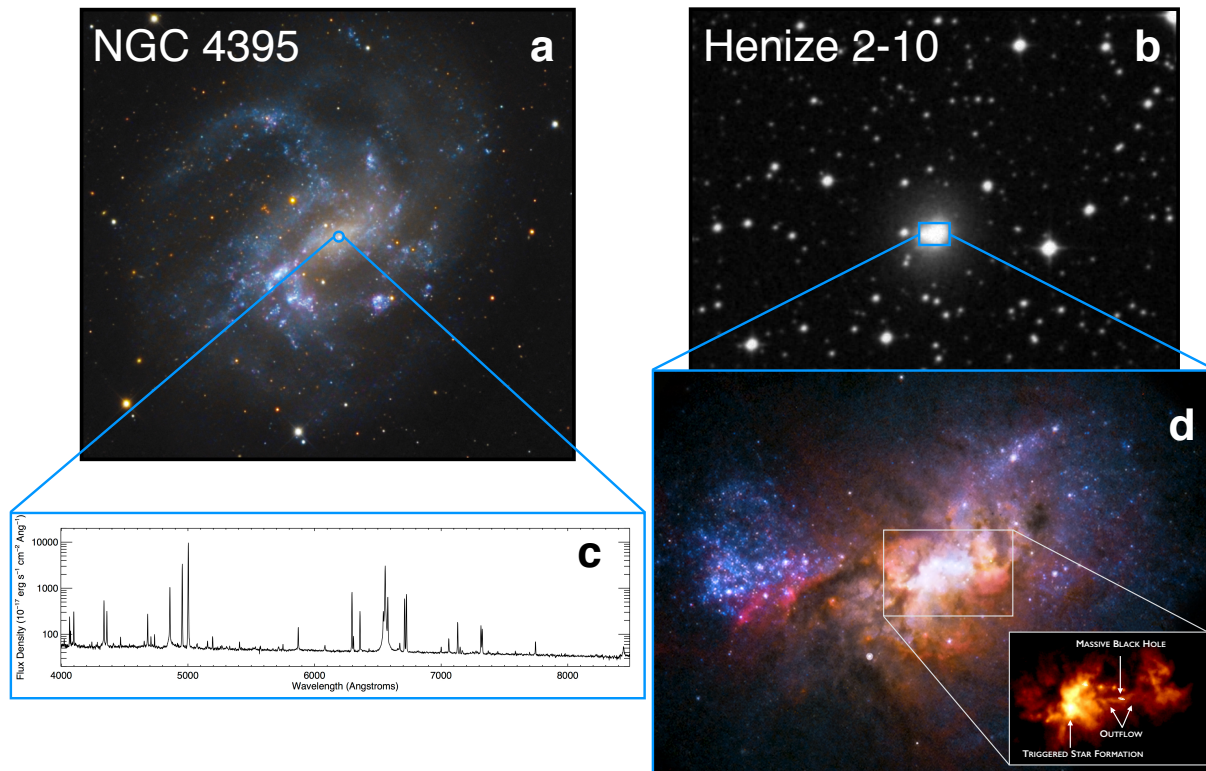 NGC 4395
a
Henize 2-10
b
c
Flux Density (10⁻¹⁷ erg s⁻¹ cm⁻² Ang⁻¹)
10000
1000
100
4000 5000 6000 7000 8000
Wavelength (Angstroms)
d
MASSIVE BLACK HOLE
OUTFLOW
TRIGGERED STAR FORMATION